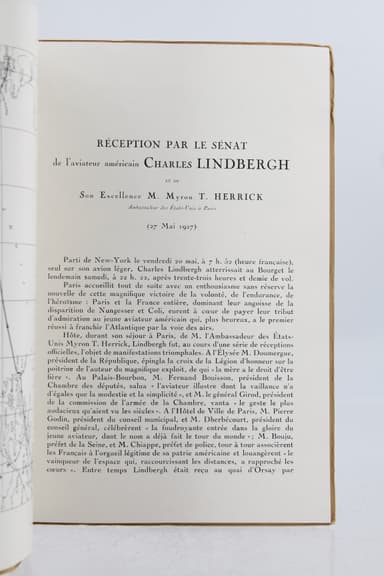 RÉCEPTION PAR LE SÉNAT
de l'aviateur américain CHARLES LINDBERGH
ET DE
Son Excellence M. Myron T. HERRICK
Ambassadeur des États-Unis à Paris
(27 Mai 1927)
Parti de New-York le vendredi 20 mai, à 7 h. 52 (heure française),
seul sur son avion léger, Charles Lindbergh atterrissait au Bourget le
lendemain samedi, à 22 h. 22, après trente-trois heures et demie de vol.
Paris accueillit tout de suite avec un enthousiasme sans réserve la
nouvelle de cette magnifique victoire de la volonté, de l'endurance, de
l'héroïsme : Paris et la France entière, dominant leur angoisse de la
disparition de Nungesser et Coli, eurent à cœur de payer leur tribut
d'admiration au jeune aviateur américain qui, plus heureux, a le premier
réussi à franchir l'Atlantique par la voie des airs.
Hôte, durant son séjour à Paris, de M. l'Ambassadeur des États-
Unis Myron T. Herrick, Lindbergh fut, au cours d'une série de réceptions
officielles, l'objet de manifestations triomphales. A l'Élysée M. Doumergue,
président de la République, épingla la croix de la Légion d'honneur sur la
poitrine de l'auteur du magnifique exploit, de qui « la mère a le droit d'être
fière ». Au Palais-Bourbon, M. Fernand Bouisson, président de la
Chambre des députés, salua « l'aviateur illustre dont la vaillance n'a
d'égales que la modestie et la simplicité », et M. le général Girod, président
de la commission de l'armée de la Chambre, vanta « le geste le plus
audacieux qu'aient vu les siècles ». A l'Hôtel de Ville de Paris, M. Pierre
Godin, président du conseil municipal, et M. Dherbécourt, président du
conseil général, célébrèrent « la foudroyante entrée dans la gloire du
jeune aviateur, dont le nom a déjà fait le tour du monde » ; M. Bouju,
préfet de la Seine, et M. Chiappe, préfet de police, tour à tour associèrent
les Français à l'orgueil légitime de sa patrie américaine et louangèrent « le
vainqueur de l'espace qui, raccourcissant les distances, a rapproché les
cœurs ». Entre temps Lindbergh était reçu au quai d'Orsay par